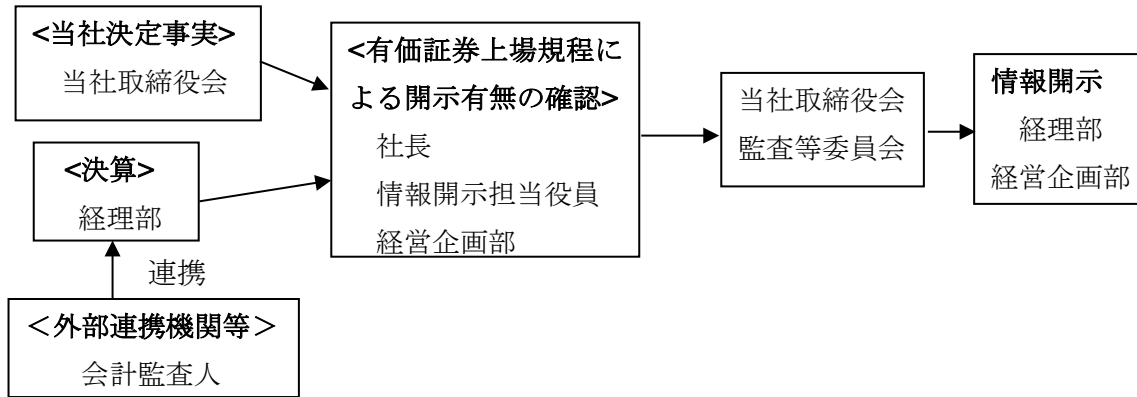 <当社決定事実>
当社取締役会
<決算>
経理部
連携
＜外部連携機関等＞
会計監査人
<有価証券上場規程に
よる開示有無の確認>
社長
情報開示担当役員
経営企画部
当社取締役会
監査等委員会
情報開示
経理部
経営企画部